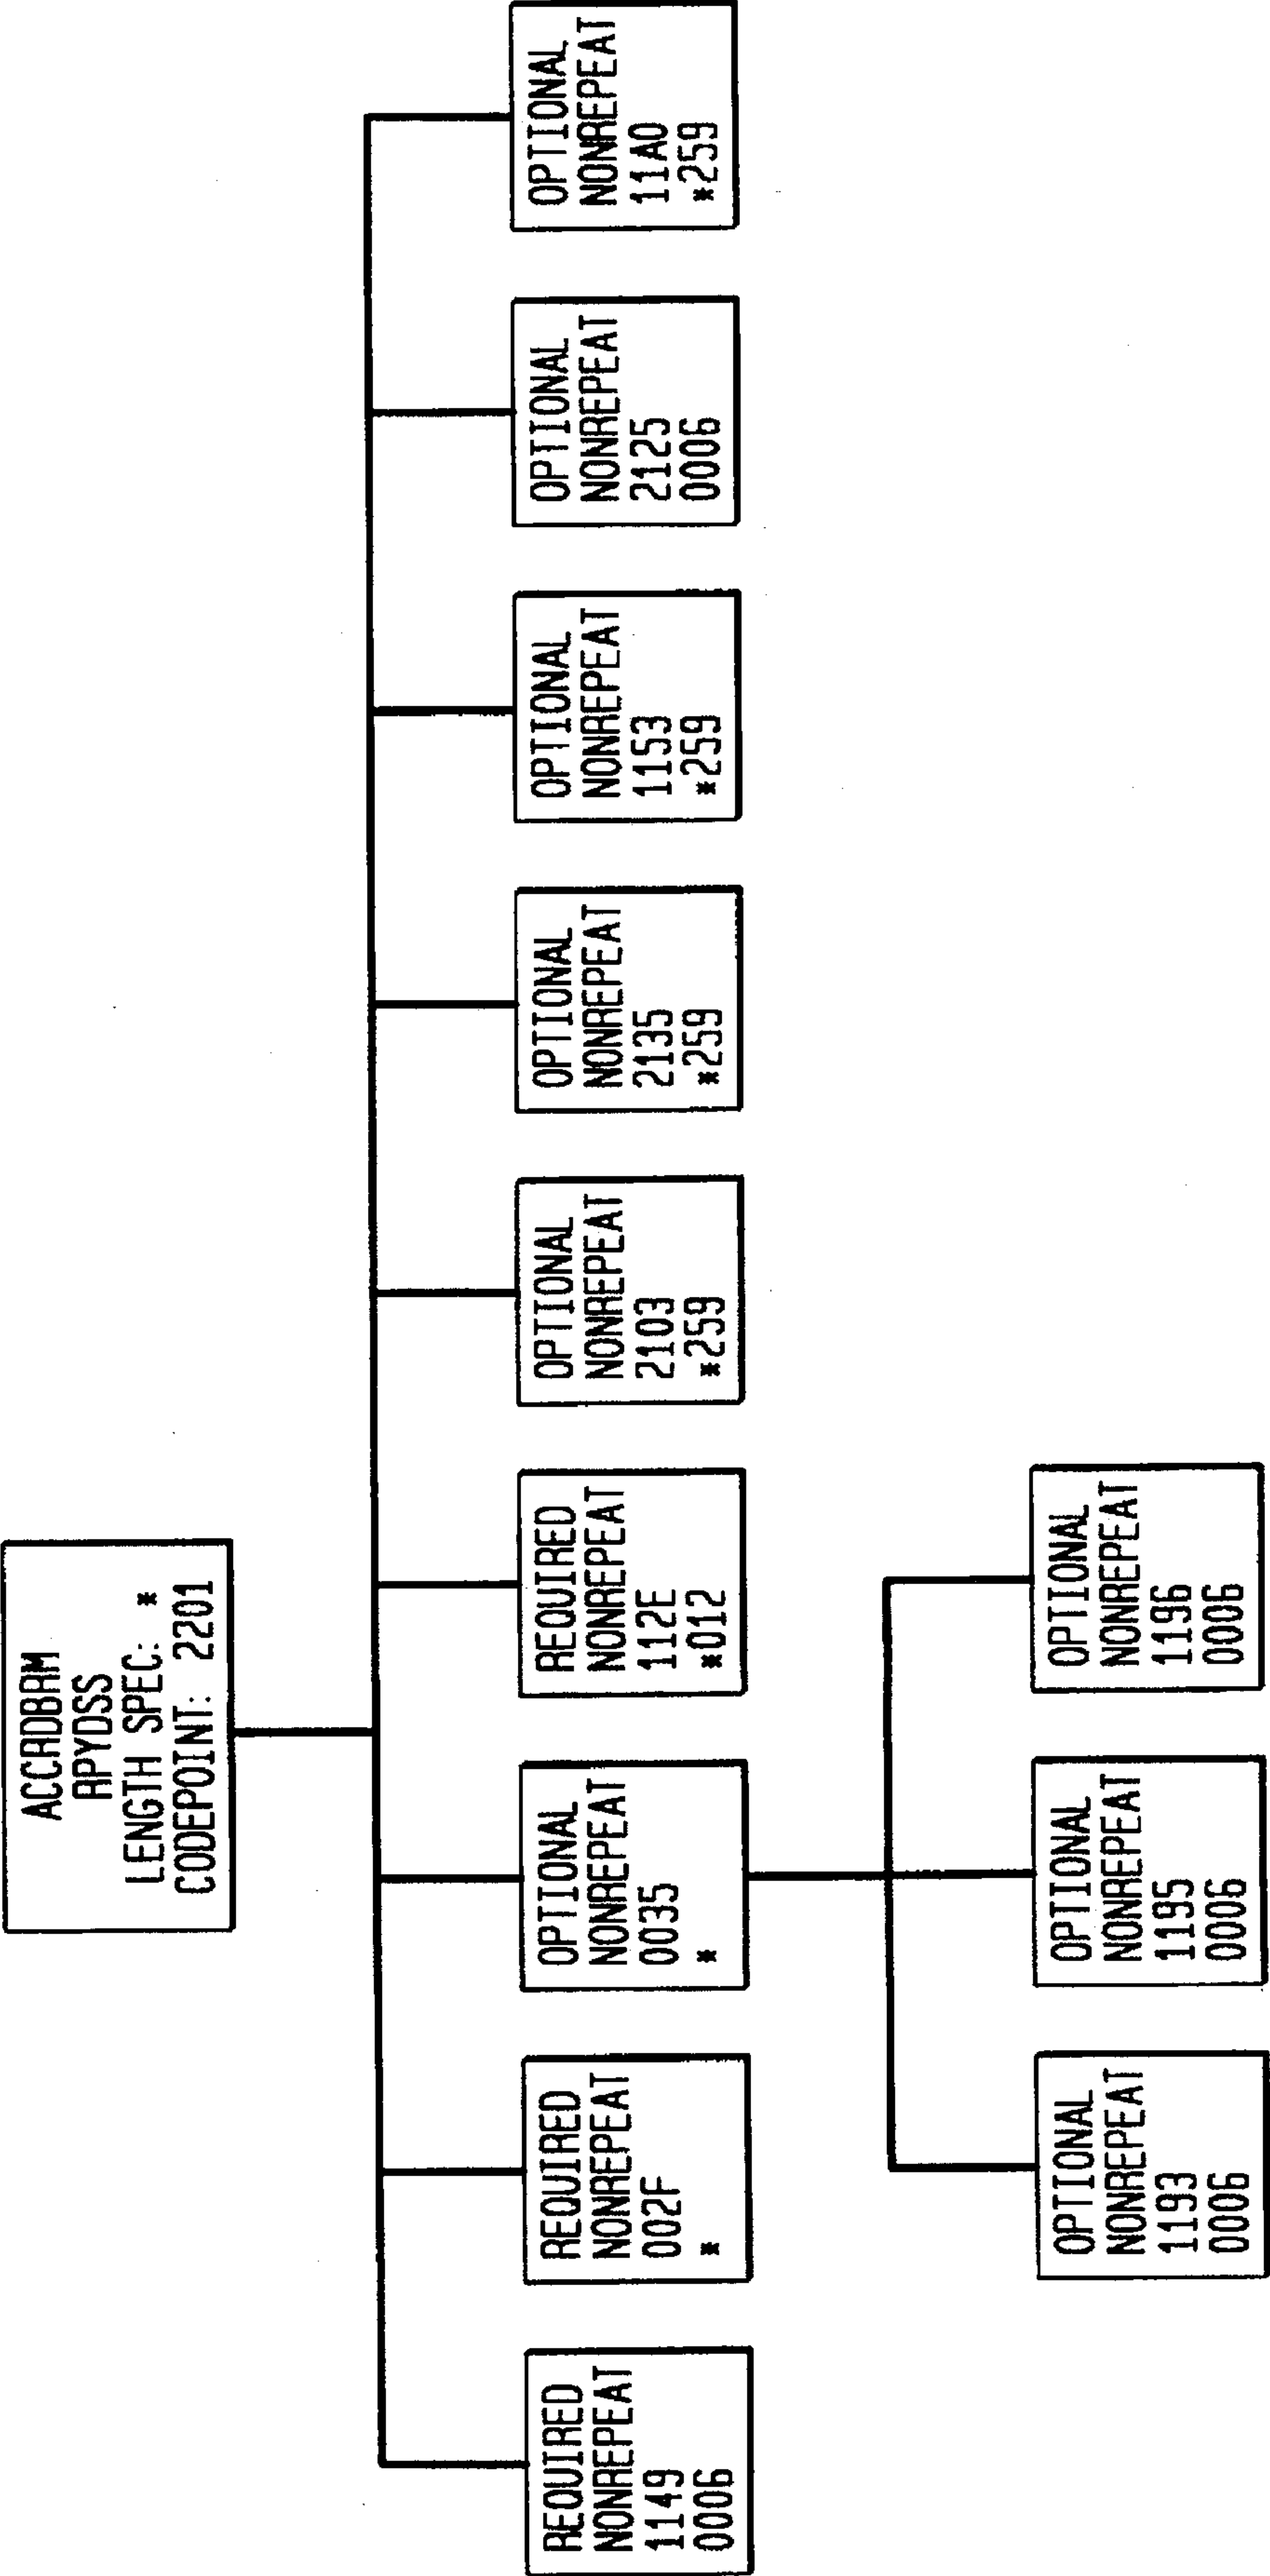 ACCRDBRM
RPYDSS
LENGTH SPEC: *
CODEPOINT: 2201
REQUIRED
NONREPEAT
1149
0006
REQUIRED
NONREPEAT
002F
*
OPTIONAL
NONREPEAT
0035
*
REQUIRED
NONREPEAT
112E
*012
OPTIONAL
NONREPEAT
2103
*259
OPTIONAL
NONREPEAT
2135
*259
OPTIONAL
NONREPEAT
1153
*259
OPTIONAL
NONREPEAT
2125
0006
OPTIONAL
NONREPEAT
11A0
*259
OPTIONAL
NONREPEAT
1193
0006
OPTIONAL
NONREPEAT
1195
0006
OPTIONAL
NONREPEAT
1196
0006